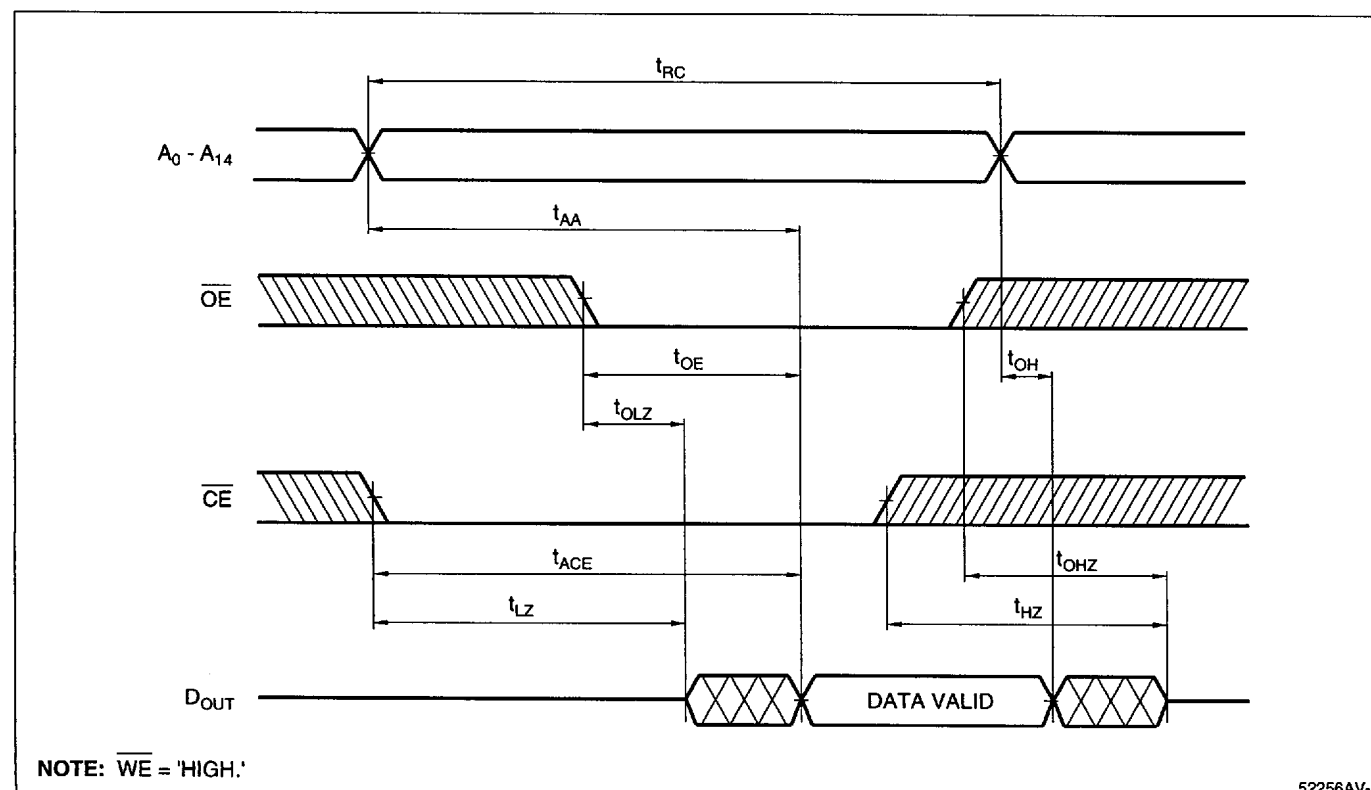 tRC
A0 - A14
tAA
OE
tOE
tOH
tOLZ
CE
tACE
tOHZ
tLZ
tHZ
DOUT
DATA VALID
NOTE: WE = 'HIGH.'